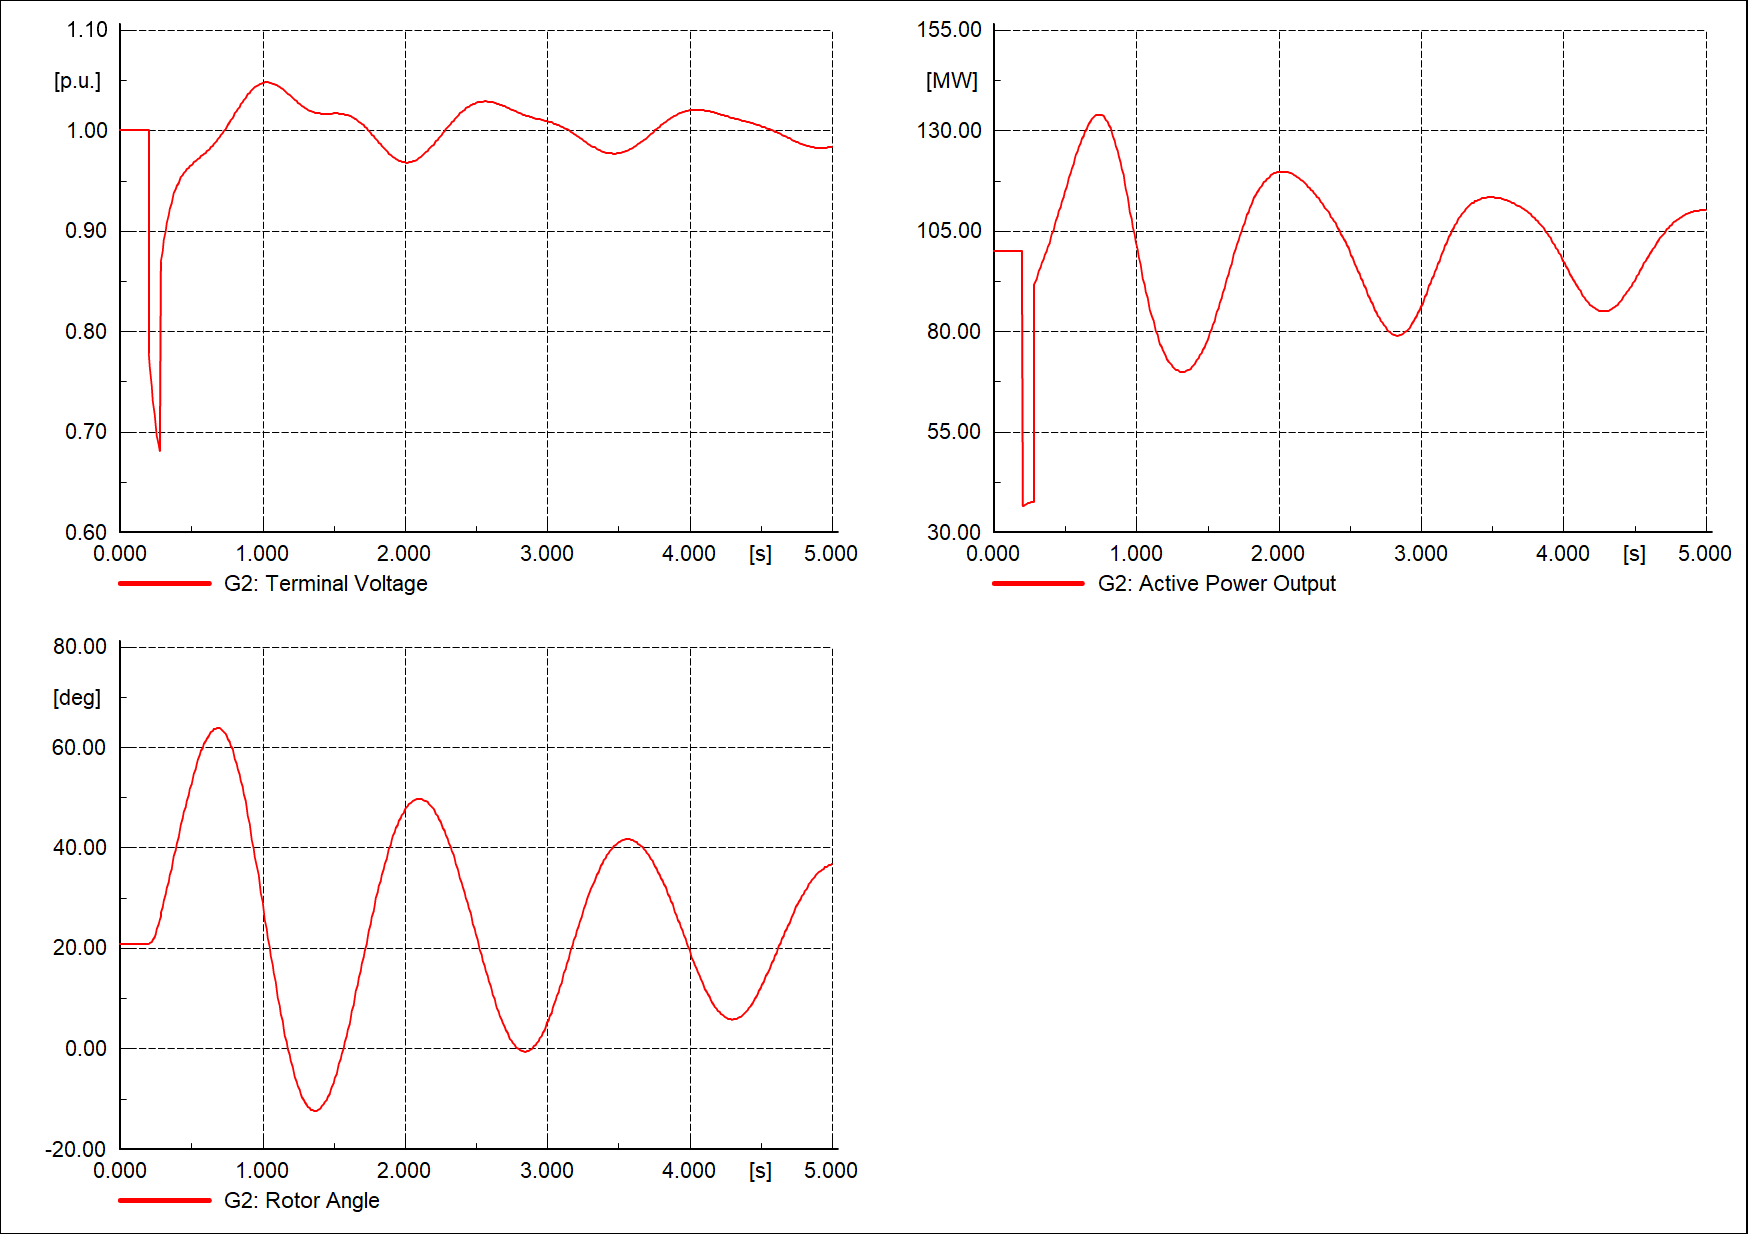 1.10 155.00
[p.u.] [MW]
1.00 130.00
0.90 105.00
0.80 80.00
0.70 55.00
0.60 30.00
0.000 1.000 2.000 3.000 4.000 [s] 5.000 0.000 1.000 2.000 3.000 4.000 [s] 5.000
G2: Terminal Voltage G2: Active Power Output
80.00
[deg]
60.00
40.00
20.00
0.00
-20.00
0.000 1.000 2.000 3.000 4.000 [s] 5.000
G2: Rotor Angle